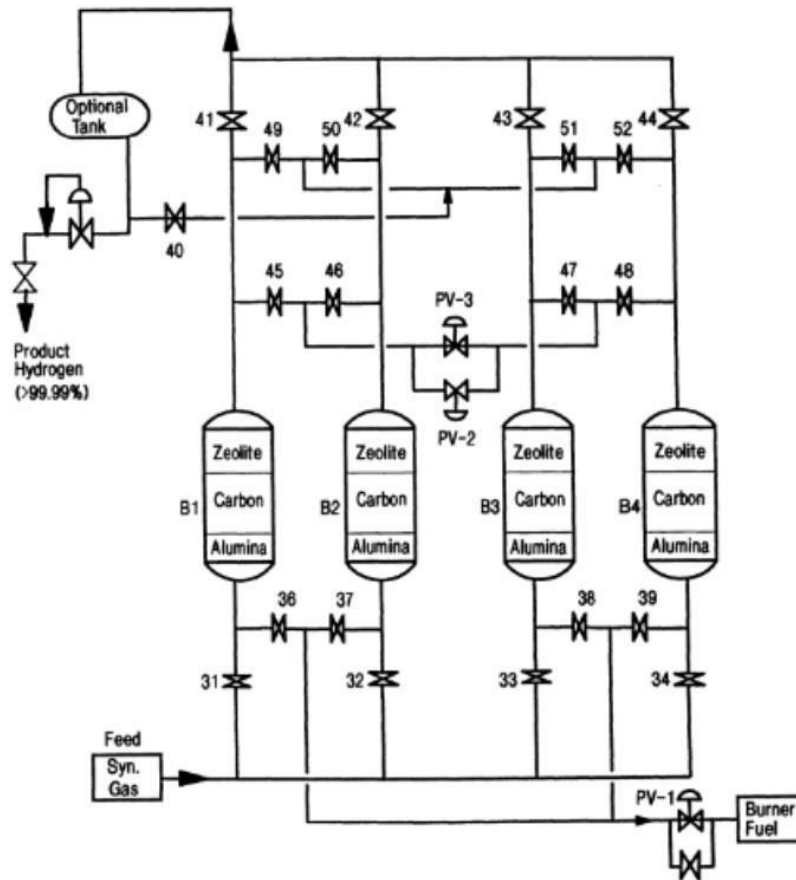 Optional
Tank
41
49
50
42
43
51
52
44
40
45
46
PV-3
47
48
Product
Hydrogen
(>99.99%)
PV-2
Zeolite
Zeolite
Zeolite
Zeolite
B1
Carbon
B2
Carbon
B3
Carbon
B4
Carbon
Alumina
Alumina
Alumina
Alumina
36
37
38
39
31
32
33
34
Feed
Syn.
Gas
PV-1
Burner
Fuel